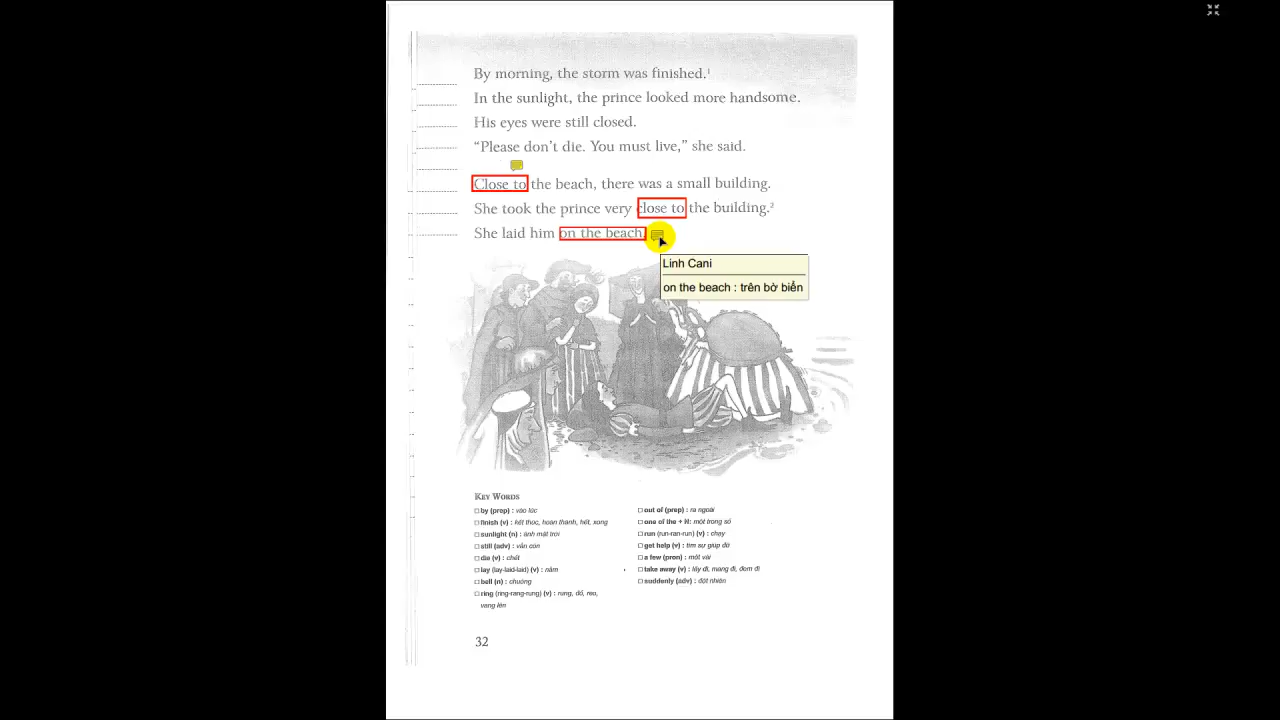 By morning, the storm was finished.¹
In the sunlight, the prince looked more handsome.
His eyes were still closed.
“Please don’t die. You must live,” she said.
Close to the beach, there was a small building.
She took the prince very close to the building.²
She laid him on the beach.
Linh Cani
on the beach : trên bờ biển
KEY WORDS
by (prep) : vào lúc
finish (v) : kết thúc, hoàn thành, hết, xong
sunlight (n) : ánh mặt trời
still (adv) : vẫn còn
die (v) : chết
lay (lay-laid-laid) (v) : nằm
bell (n) : chuông
ring (ring-rang-rung) (v) : rung, đổ, reo,
vang lên
out of (prep) : ra ngoài
one of the + N: một trong số
run (run-ran-run) (v) : chạy
get help (v) : tìm sự giúp đỡ
a few (pron) : một vài
take away (v) : lấy đi, mang đi, đem đi
suddenly (adv) : đột nhiên
32